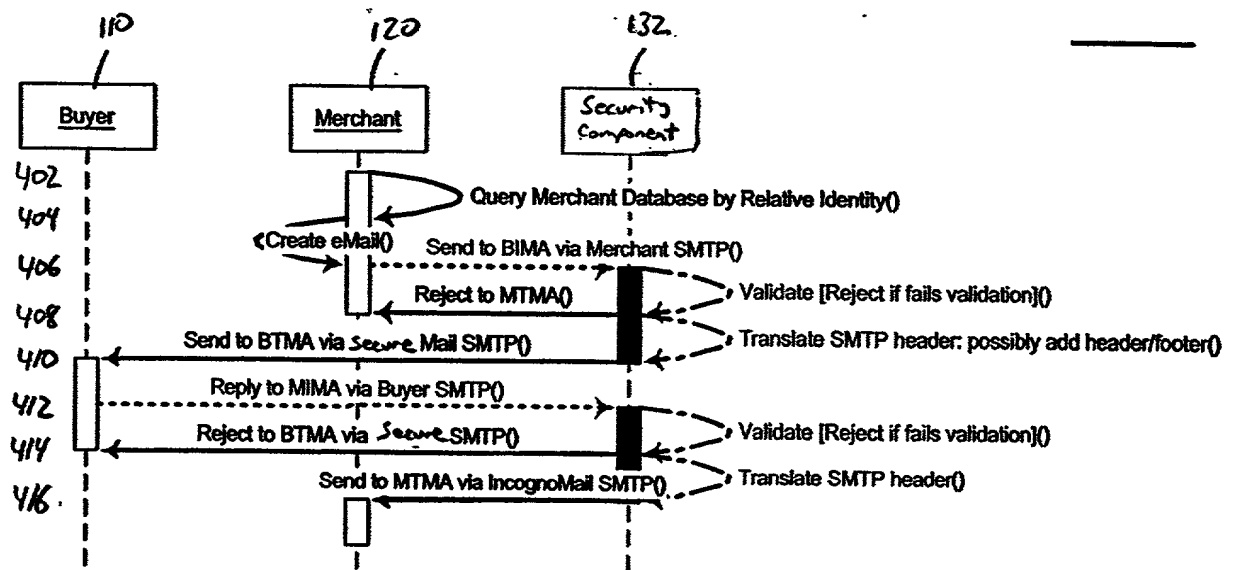 110
120
132
Buyer
Merchant
Security
Component
402
Query Merchant Database by Relative Identity()
404
Create eMail()
Send to BIMA via Merchant SMTP()
406
Reject to MTMA()
Validate [Reject if fails validation]()
408
Send to BTMA via secure Mail SMTP()
Translate SMTP header: possibly add header/footer()
410
Reply to MIMA via Buyer SMTP()
412
Reject to BTMA via Secure SMTP()
Validate [Reject if fails validation]()
414
Send to MTMA via IncognoMail SMTP()
Translate SMTP header()
416.